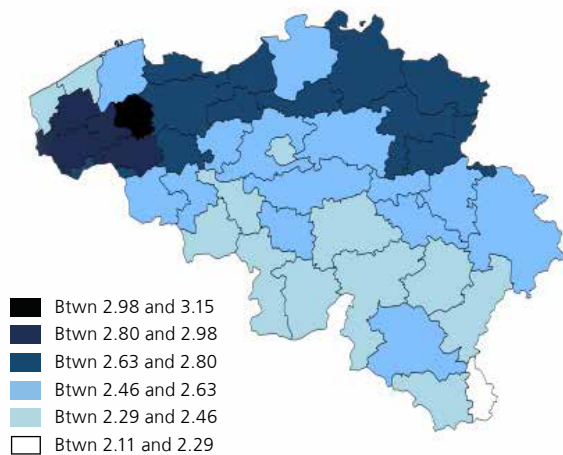 Btwn 2.98 and 3.15
Btwn 2.80 and 2.98
Btwn 2.63 and 2.80
Btwn 2.46 and 2.63
Btwn 2.29 and 2.46
Btwn 2.11 and 2.29